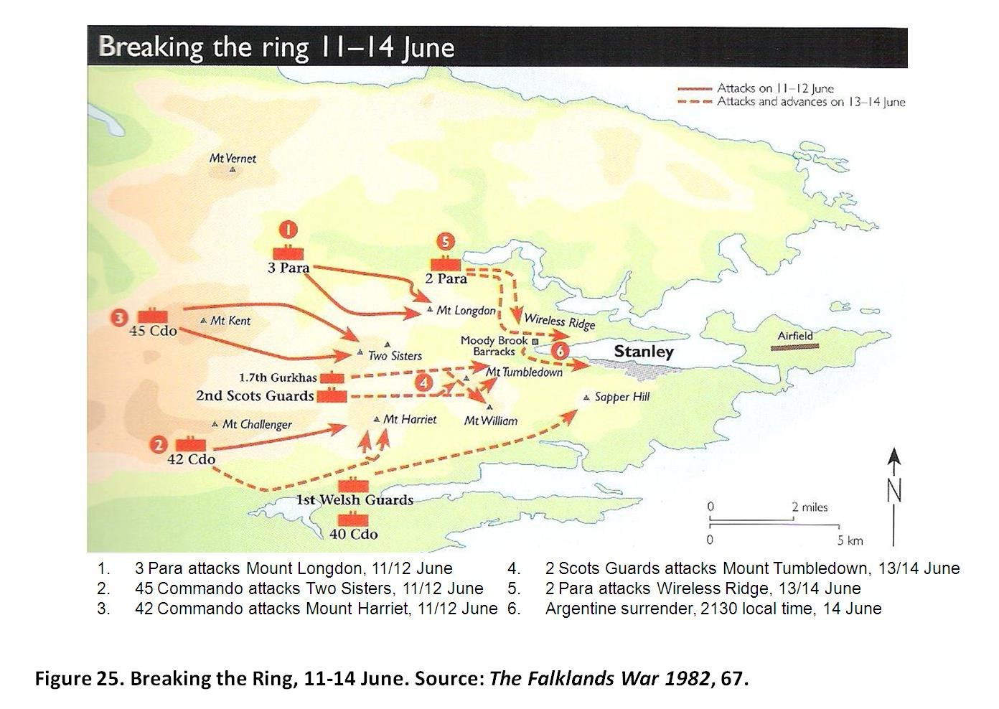 Breaking the ring 11–14 June
Attacks on 11–12 June
Attacks and advances on 13–14 June
Mt Vernet
1
3 Para
5
2 Para
3
45 Cdo
Mt Kent
Mt Longdon
Wireless Ridge
Two Sisters
Moody Brook
Barracks
6
Stanley
Airfield
1.7th Gurkhas
2nd Scots Guards
4
Mt Tumbledown
Sapper Hill
Mt Challenger
Mt Harriet
Mt William
2
42 Cdo
1st Welsh Guards
40 Cdo
N
0 2 miles
0 5 km
1. 3 Para attacks Mount Longdon, 11/12 June
2. 45 Commando attacks Two Sisters, 11/12 June
3. 42 Commando attacks Mount Harriet, 11/12 June
4. 2 Scots Guards attacks Mount Tumbledown, 13/14 June
5. 2 Para attacks Wireless Ridge, 13/14 June
6. Argentine surrender, 2130 local time, 14 June
Figure 25. Breaking the Ring, 11-14 June. Source: The Falklands War 1982, 67.